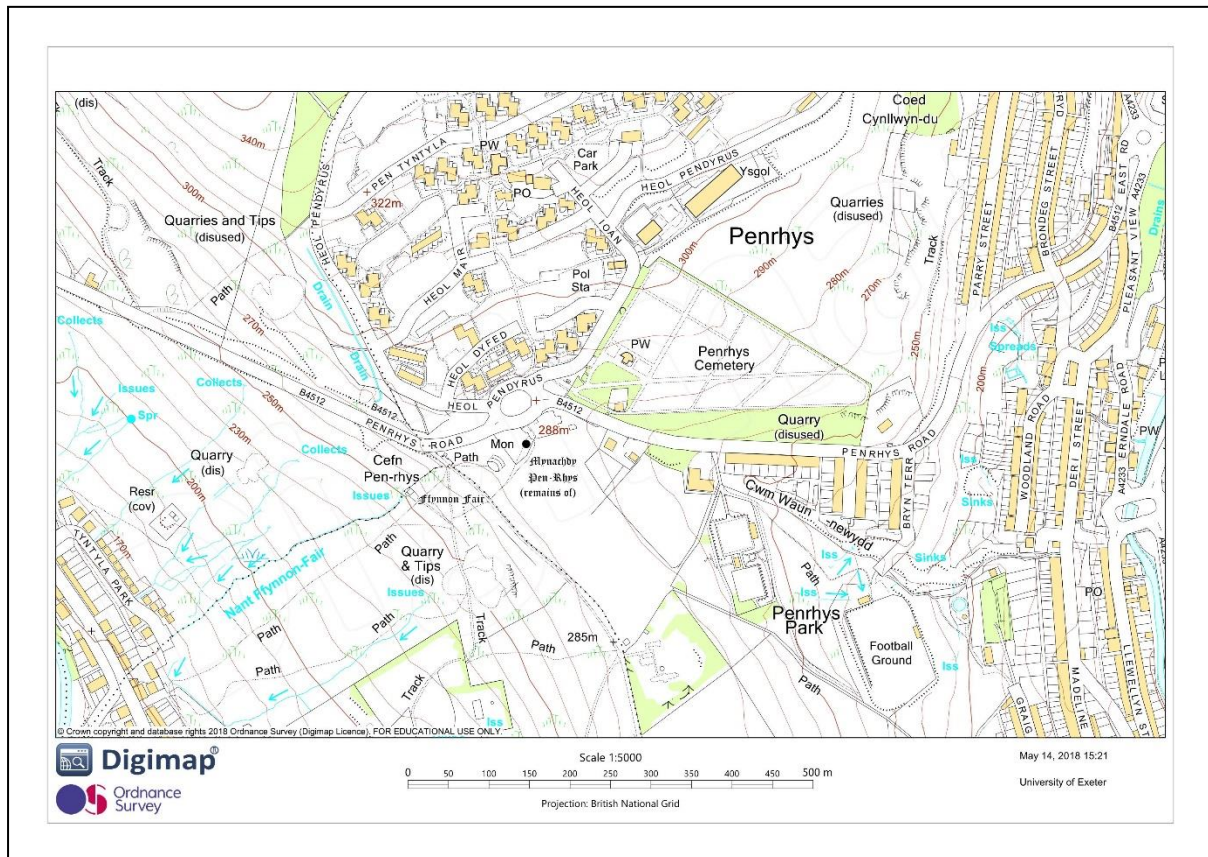 (dis)
Track
340m
300m
Quarries and Tips
(disused)
Path
270m
Collects
Issues
Collects
Spr
250m
230m
Quarry
(dis)
Resr
(cov)
200m
170m
TYNTYLA PARK
Nant Ffynnon-Fair
Collects
B4512
B4512
PENRHYS ROAD
HEOL PENDYRUS
Drain
Drain
PEN TYNTYLA
322m
PW
PO
Car
Park
HEOL PENDYRUS
HEOL IOAN
Ysgol
HEOL MAIR
Pol
Sta
HEOL DYFED
HEOL PENDYRUS
B4512
288m
Mon
Path
Cefn
Pen-rhys
Issues
Ffynnon Fair
Mynachdy
Pen-Rhys
(remains of)
Penrhys
300m
290m
280m
270m
250m
200m
PW
Penrhys
Cemetery
Quarry
(disused)
PENRHYS ROAD
Coed
Cynllwyn-du
Quarries
(disused)
Track
PARRY STREET
BRONDEG STREET
B4512 EAST RD
PLEASANT VIEW
A4233
A4233
Drains
Iss
Spreads
Iss
Sinks
WOODLAND ROAD
DERI STREET
A4233
PW
BRYN TERR
Cwm Waun -newydd
Sinks
Iss
Iss
Path
Penrhys
Park
Football
Ground
Iss
Path
PO
GRAIG
MADELINE
LLEWELLYN ST
Quarry
& Tips
(dis)
Issues
Path
Path
Path
Path
Track
Track
285m
Iss
© Crown copyright and database rights 2018 Ordnance Survey (Digimap Licence). FOR EDUCATIONAL USE ONLY.
Digimap®
Ordnance
Survey
Scale 1:5000
0 50 100 150 200 250 300 350 400 450 500 m
Projection: British National Grid
May 14, 2018 15:21
University of Exeter